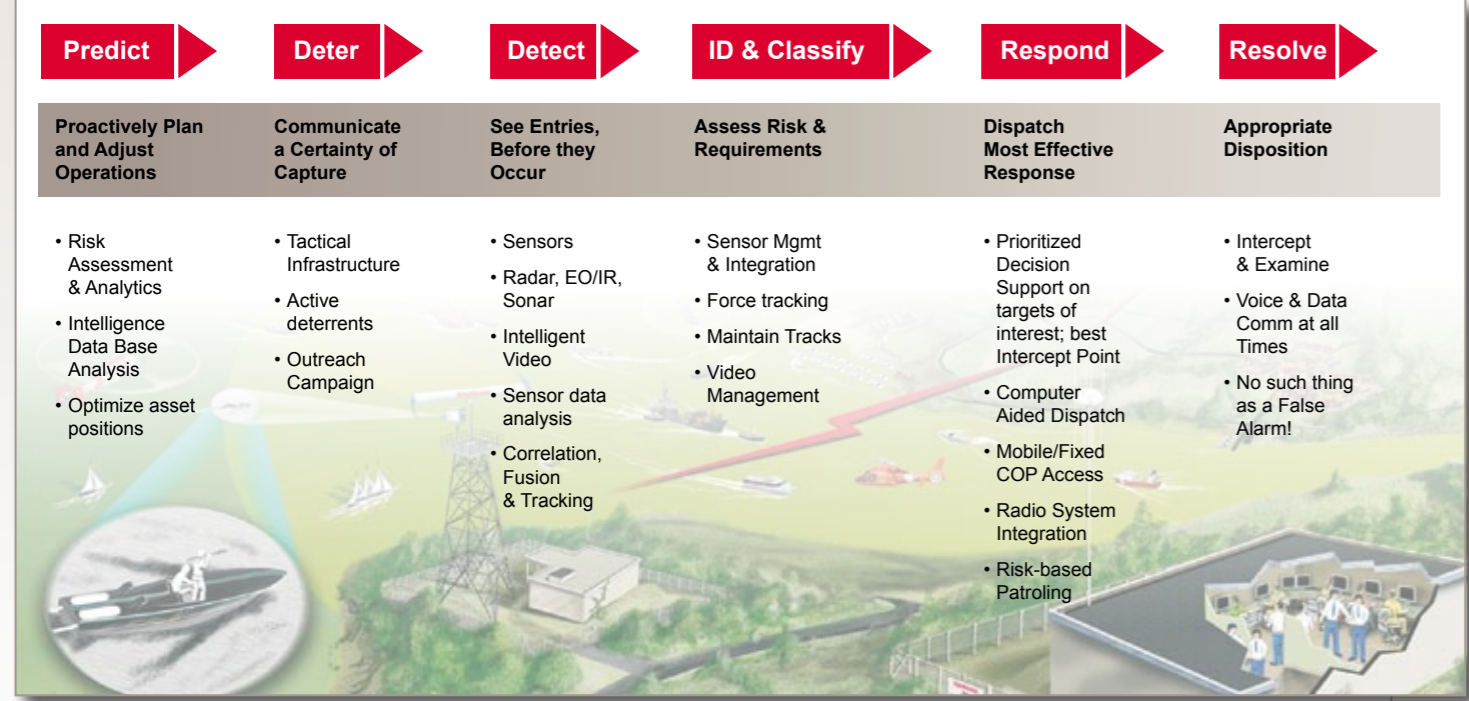 Predict
Deter
Detect
ID & Classify
Respond
Resolve
Proactively Plan
and Adjust
Operations
Communicate
a Certainty of
Capture
See Entries,
Before they
Occur
Assess Risk &
Requirements
Dispatch
Most Effective
Response
Appropriate
Disposition
• Risk
Assessment
& Analytics
• Intelligence
Data Base
Analysis
• Optimize asset
positions
• Tactical
Infrastructure
• Active
deterrents
• Outreach
Campaign
• Sensors
• Radar, EO/IR,
Sonar
• Intelligent
Video
• Sensor data
analysis
• Correlation,
Fusion
& Tracking
• Sensor Mgmt
& Integration
• Force tracking
• Maintain Tracks
• Video
Management
• Prioritized
Decision
Support on
targets of
interest; best
Intercept Point
• Computer
Aided Dispatch
• Mobile/Fixed
COP Access
• Radio System
Integration
• Risk-based
Patroling
• Intercept
& Examine
• Voice & Data
Comm at all
Times
• No such thing
as a False
Alarm!